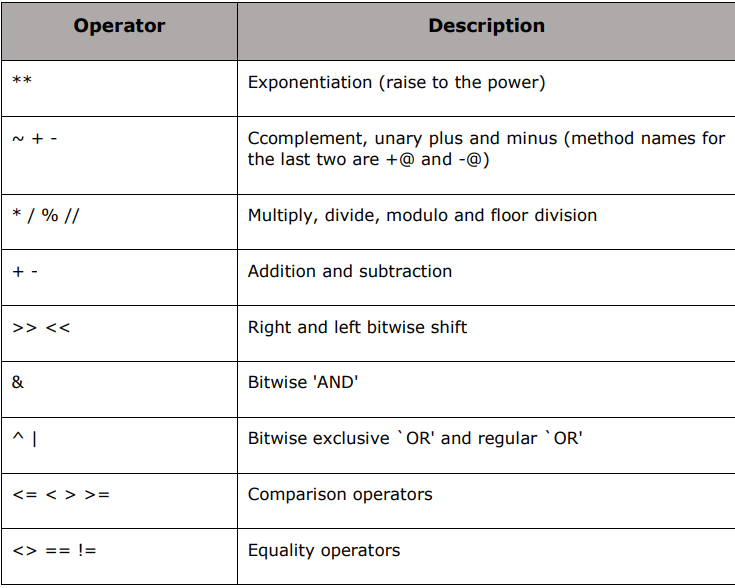 Operator Description
** Exponentiation (raise to the power)
~ + - Ccomplement, unary plus and minus (method names for
the last two are +@ and -@)
* / % // Multiply, divide, modulo and floor division
+ - Addition and subtraction
>> << Right and left bitwise shift
& Bitwise 'AND'
^ | Bitwise exclusive `OR' and regular `OR'
<= < > >= Comparison operators
<> == != Equality operators